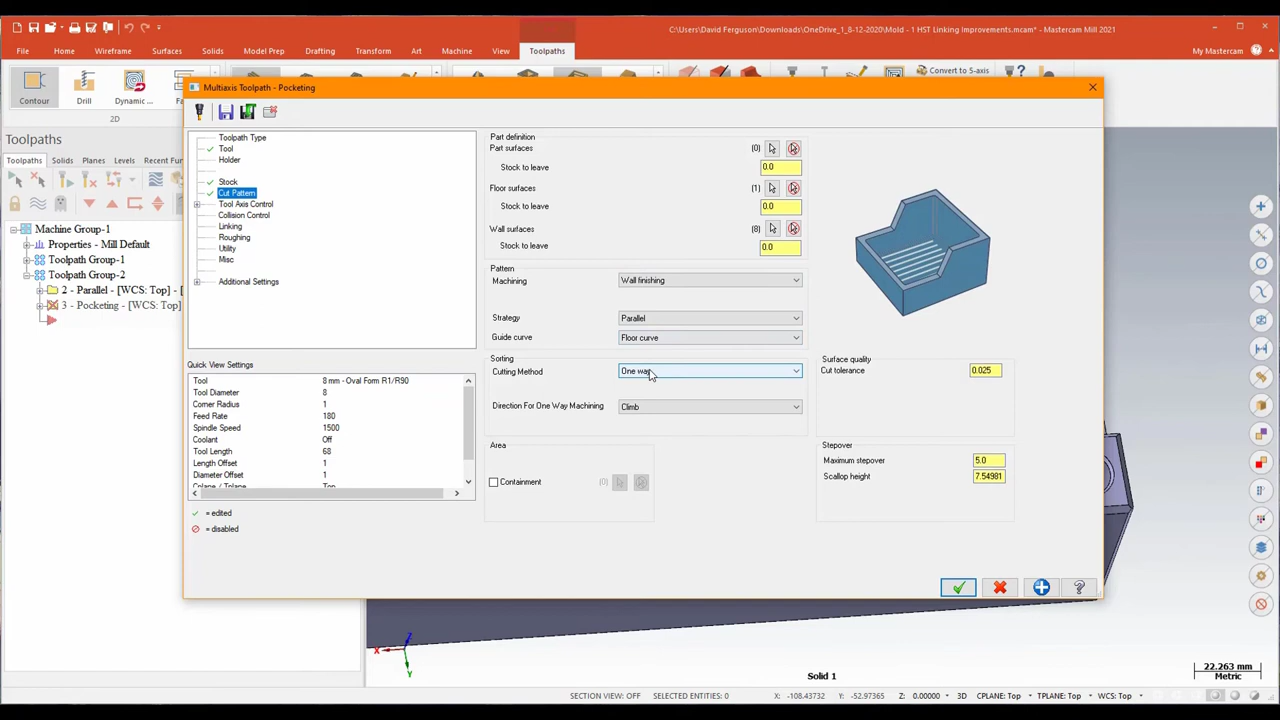 C:\Users\David Ferguson\Downloads\OneDrive_1_8-12-2020\Mold - 1 HST Linking Improvements.mcam* - Mastercam Mill 2021
File Home Wireframe Surfaces Solids Model Prep Drafting Transform Art Machine View Toolpaths My Mastercam
Convert to 5-axis
Contour Drill Dynamic ...
2D
Multiaxis Toolpath - Pocketing
Toolpaths
Toolpaths Solids Planes Levels Recent Fun
Machine Group-1
Properties - Mill Default
Toolpath Group-1
Toolpath Group-2
2 - Parallel - [WCS: Top]
3 - Pocketing - [WCS: Top]
Toolpath Type
Tool
Holder
Stock
Cut Pattern
Tool Axis Control
Collision Control
Linking
Roughing
Utility
Misc
Additional Settings
Quick View Settings
Tool 8 mm - Oval Form R1/R90
Tool Diameter 8
Corner Radius 1
Feed Rate 180
Spindle Speed 1500
Coolant Off
Tool Length 68
Length Offset 1
Diameter Offset 1
Cplane / Tplane Top
= edited
= disabled
Part definition
Part surfaces (0)
Stock to leave 0.0
Floor surfaces (1)
Stock to leave 0.0
Wall surfaces (8)
Stock to leave 0.0
Pattern
Machining Wall finishing
Strategy Parallel
Guide curve Floor curve
Sorting
Cutting Method One way
Direction For One Way Machining Climb
Area
Containment (0)
Surface quality
Cut tolerance 0.025
Stepover
Maximum stepover 5.0
Scallop height 7.54981
X
Z
Y
Solid 1
22.263 mm
Metric
SECTION VIEW: OFF SELECTED ENTITIES: 0 X: -108.43732 Y: -52.97365 Z: 0.00000 3D CPLANE: Top TPLANE: Top WCS: Top